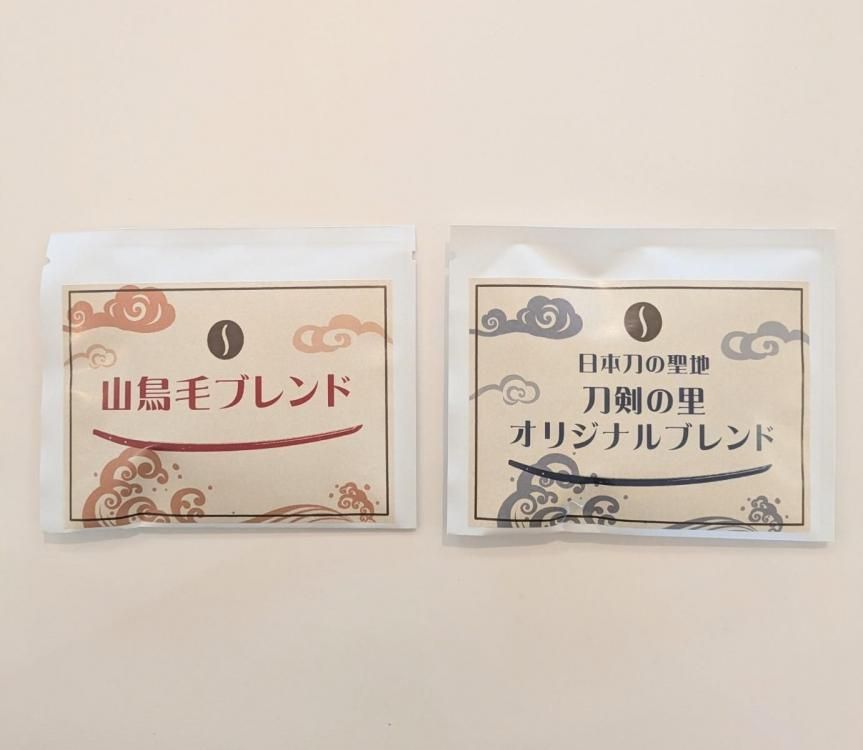 山鳥毛ブレンド
日本刀の聖地
刀剣の里
オリジナルブレンド